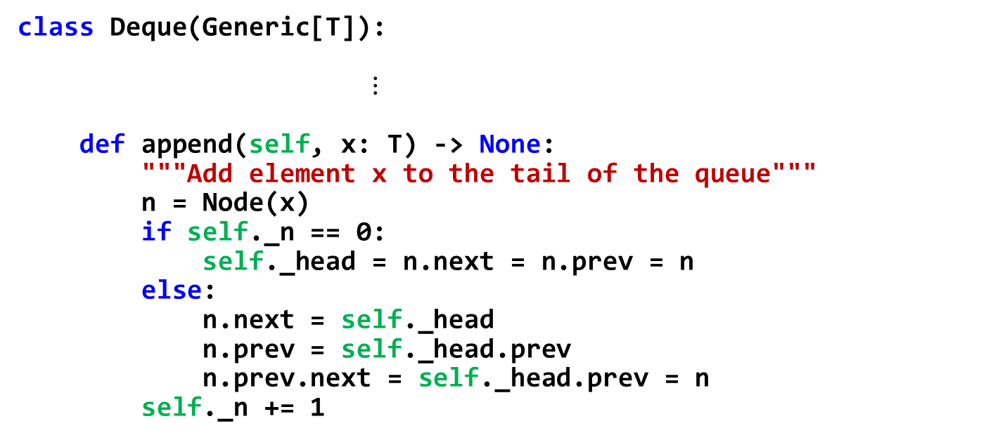 class Deque(Generic[T]):
⋮
    def append(self, x: T) -> None:
        """Add element x to the tail of the queue"""
        n = Node(x)
        if self._n == 0:
            self._head = n.next = n.prev = n
        else:
            n.next = self._head
            n.prev = self._head.prev
            n.prev.next = self._head.prev = n
        self._n += 1